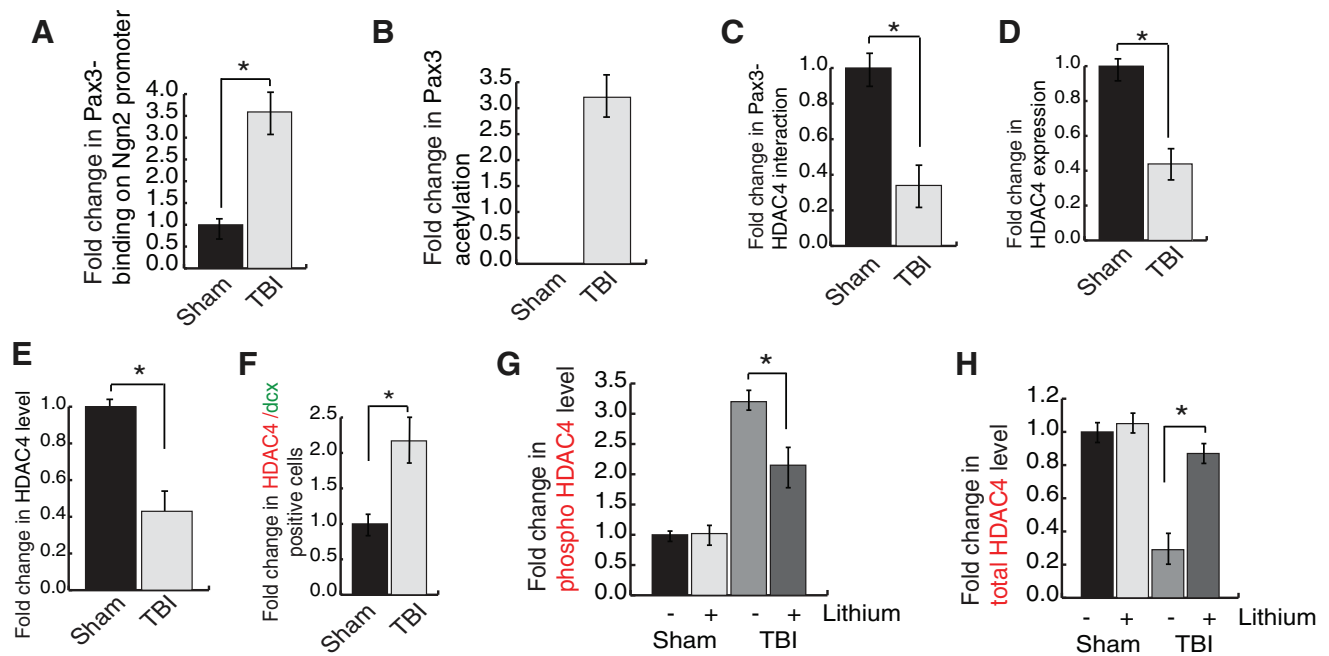 A
Fold change in Pax3-
binding on Ngn2 promoter
4.0
3.5
3.0
2.5
2.0
1.5
1.0
0.5
0.0
*
Sham
TBI
B
Fold change in Pax3
acetylation
3.5
3.0
2.5
2.0
1.5
1.0
0.5
0.0
Sham
TBI
C
Fold change in Pax3-
HDAC4 interaction
1.0
0.8
0.6
0.4
0.2
0.0
*
Sham
TBI
D
Fold change in
HDAC4 expression
1.0
0.8
0.6
0.4
0.2
0.0
*
Sham
TBI
E
Fold change in HDAC4 level
1.0
0.8
0.6
0.4
0.2
0.0
*
Sham
TBI
F
Fold change in HDAC4 /dcx
positive cells
2.5
2.0
1.5
1.0
0.5
0.0
*
Sham
TBI
G
Fold change in
phospho HDAC4 level
3.5
3.0
2.5
2.0
1.5
1.0
0.5
0.0
*
- + - + Lithium
Sham TBI
H
Fold change in
total HDAC4 level
1.2
1.0
0.8
0.6
0.4
0.2
0.0
*
- + - + Lithium
Sham TBI